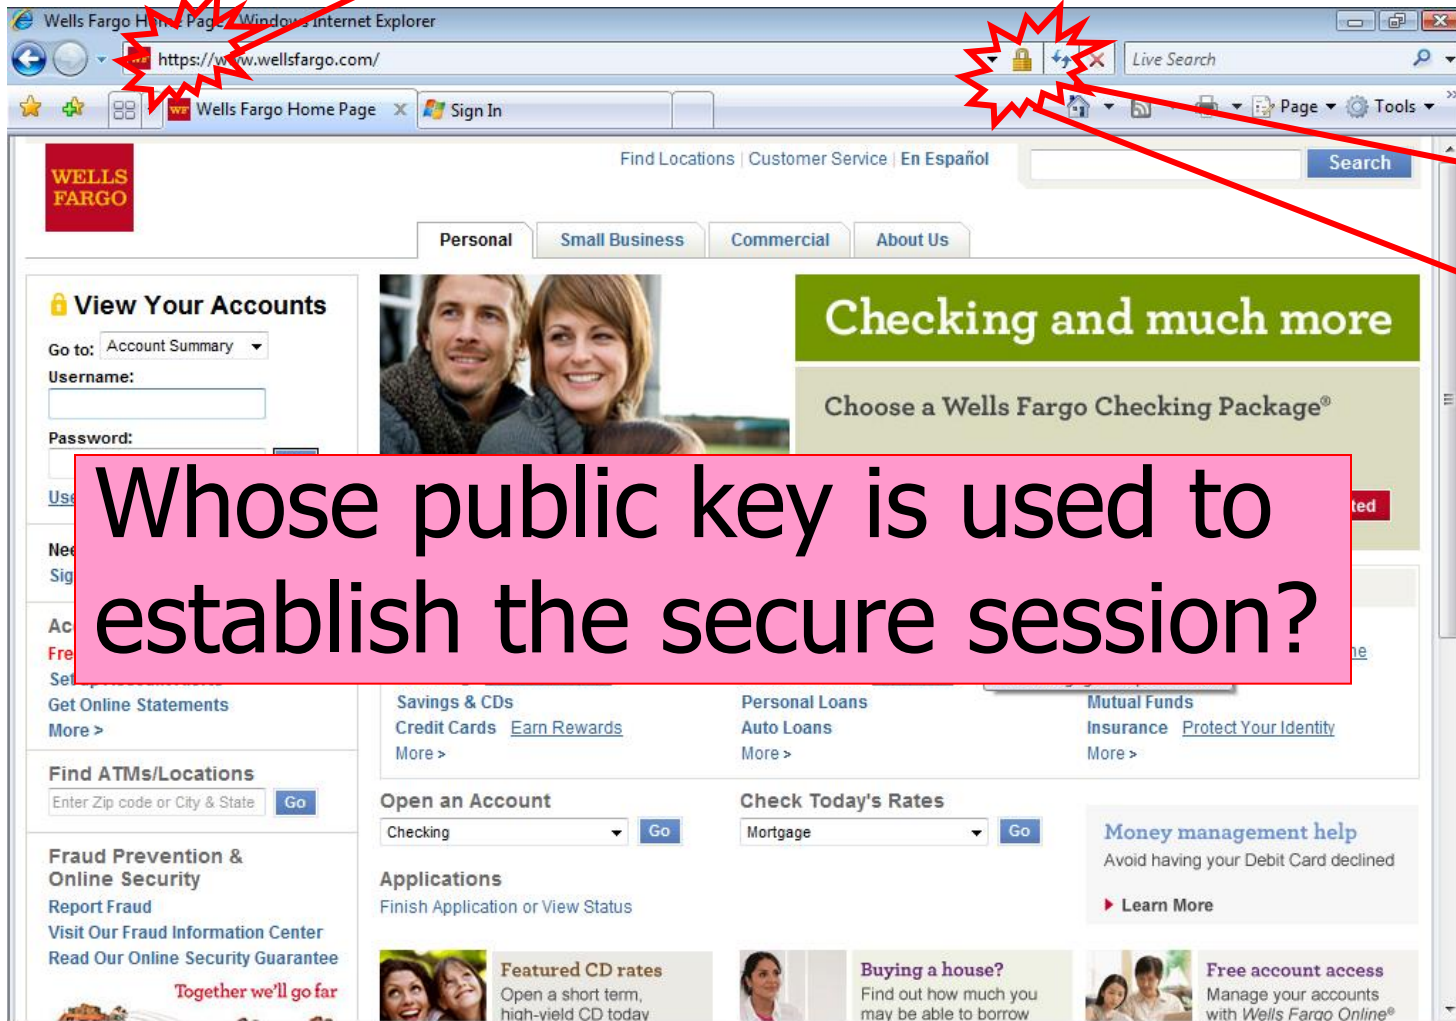 Wells Fargo Home Page - Windows Internet Explorer
https://www.wellsfargo.com/
Live Search
Wells Fargo Home Page
Sign In
Page
Tools
WELLS
FARGO
Find Locations | Customer Service | En Español
Search
Personal
Small Business
Commercial
About Us
View Your Accounts
Go to: Account Summary
Username:
Password:
Checking and much more
Choose a Wells Fargo Checking Package®
Whose public key is used to
establish the secure session?
Get Online Statements
More >
Savings & CDs
Credit Cards Earn Rewards
More >
Personal Loans
Auto Loans
More >
Mutual Funds
Insurance Protect Your Identity
More >
Find ATMs/Locations
Enter Zip code or City & State Go
Fraud Prevention &
Online Security
Report Fraud
Visit Our Fraud Information Center
Read Our Online Security Guarantee
Together we'll go far
Open an Account
Checking Go
Check Today's Rates
Mortgage Go
Applications
Finish Application or View Status
Money management help
Avoid having your Debit Card declined
Learn More
Featured CD rates
Open a short term,
high-yield CD today
Buying a house?
Find out how much you
may be able to borrow
Free account access
Manage your accounts
with Wells Fargo Online®